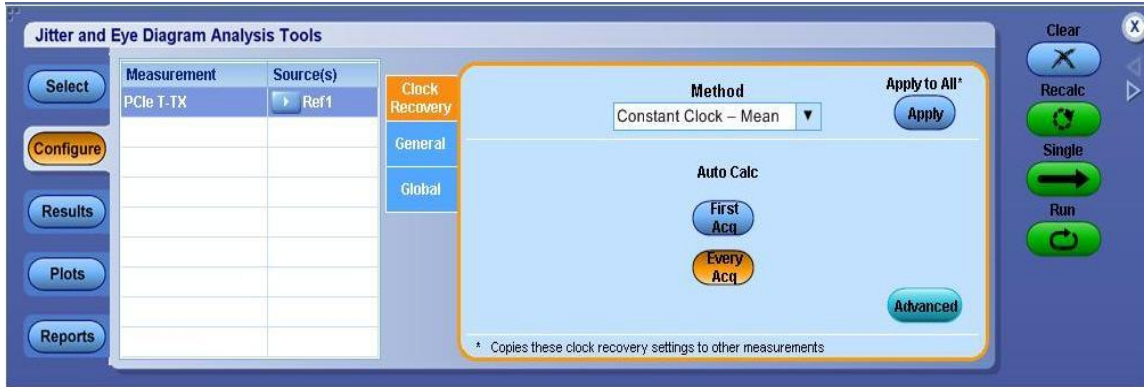 Jitter and Eye Diagram Analysis Tools
Clear
X
Select
Measurement Source(s)
PCIe T-TX Ref1
Clock
Recovery
Method
Apply to All*
Constant Clock – Mean
Apply
Recalc
Configure
General
Single
Auto Calc
Global
First
Acq
Results
Run
Every
Acq
Plots
Advanced
Reports
* Copies these clock recovery settings to other measurements